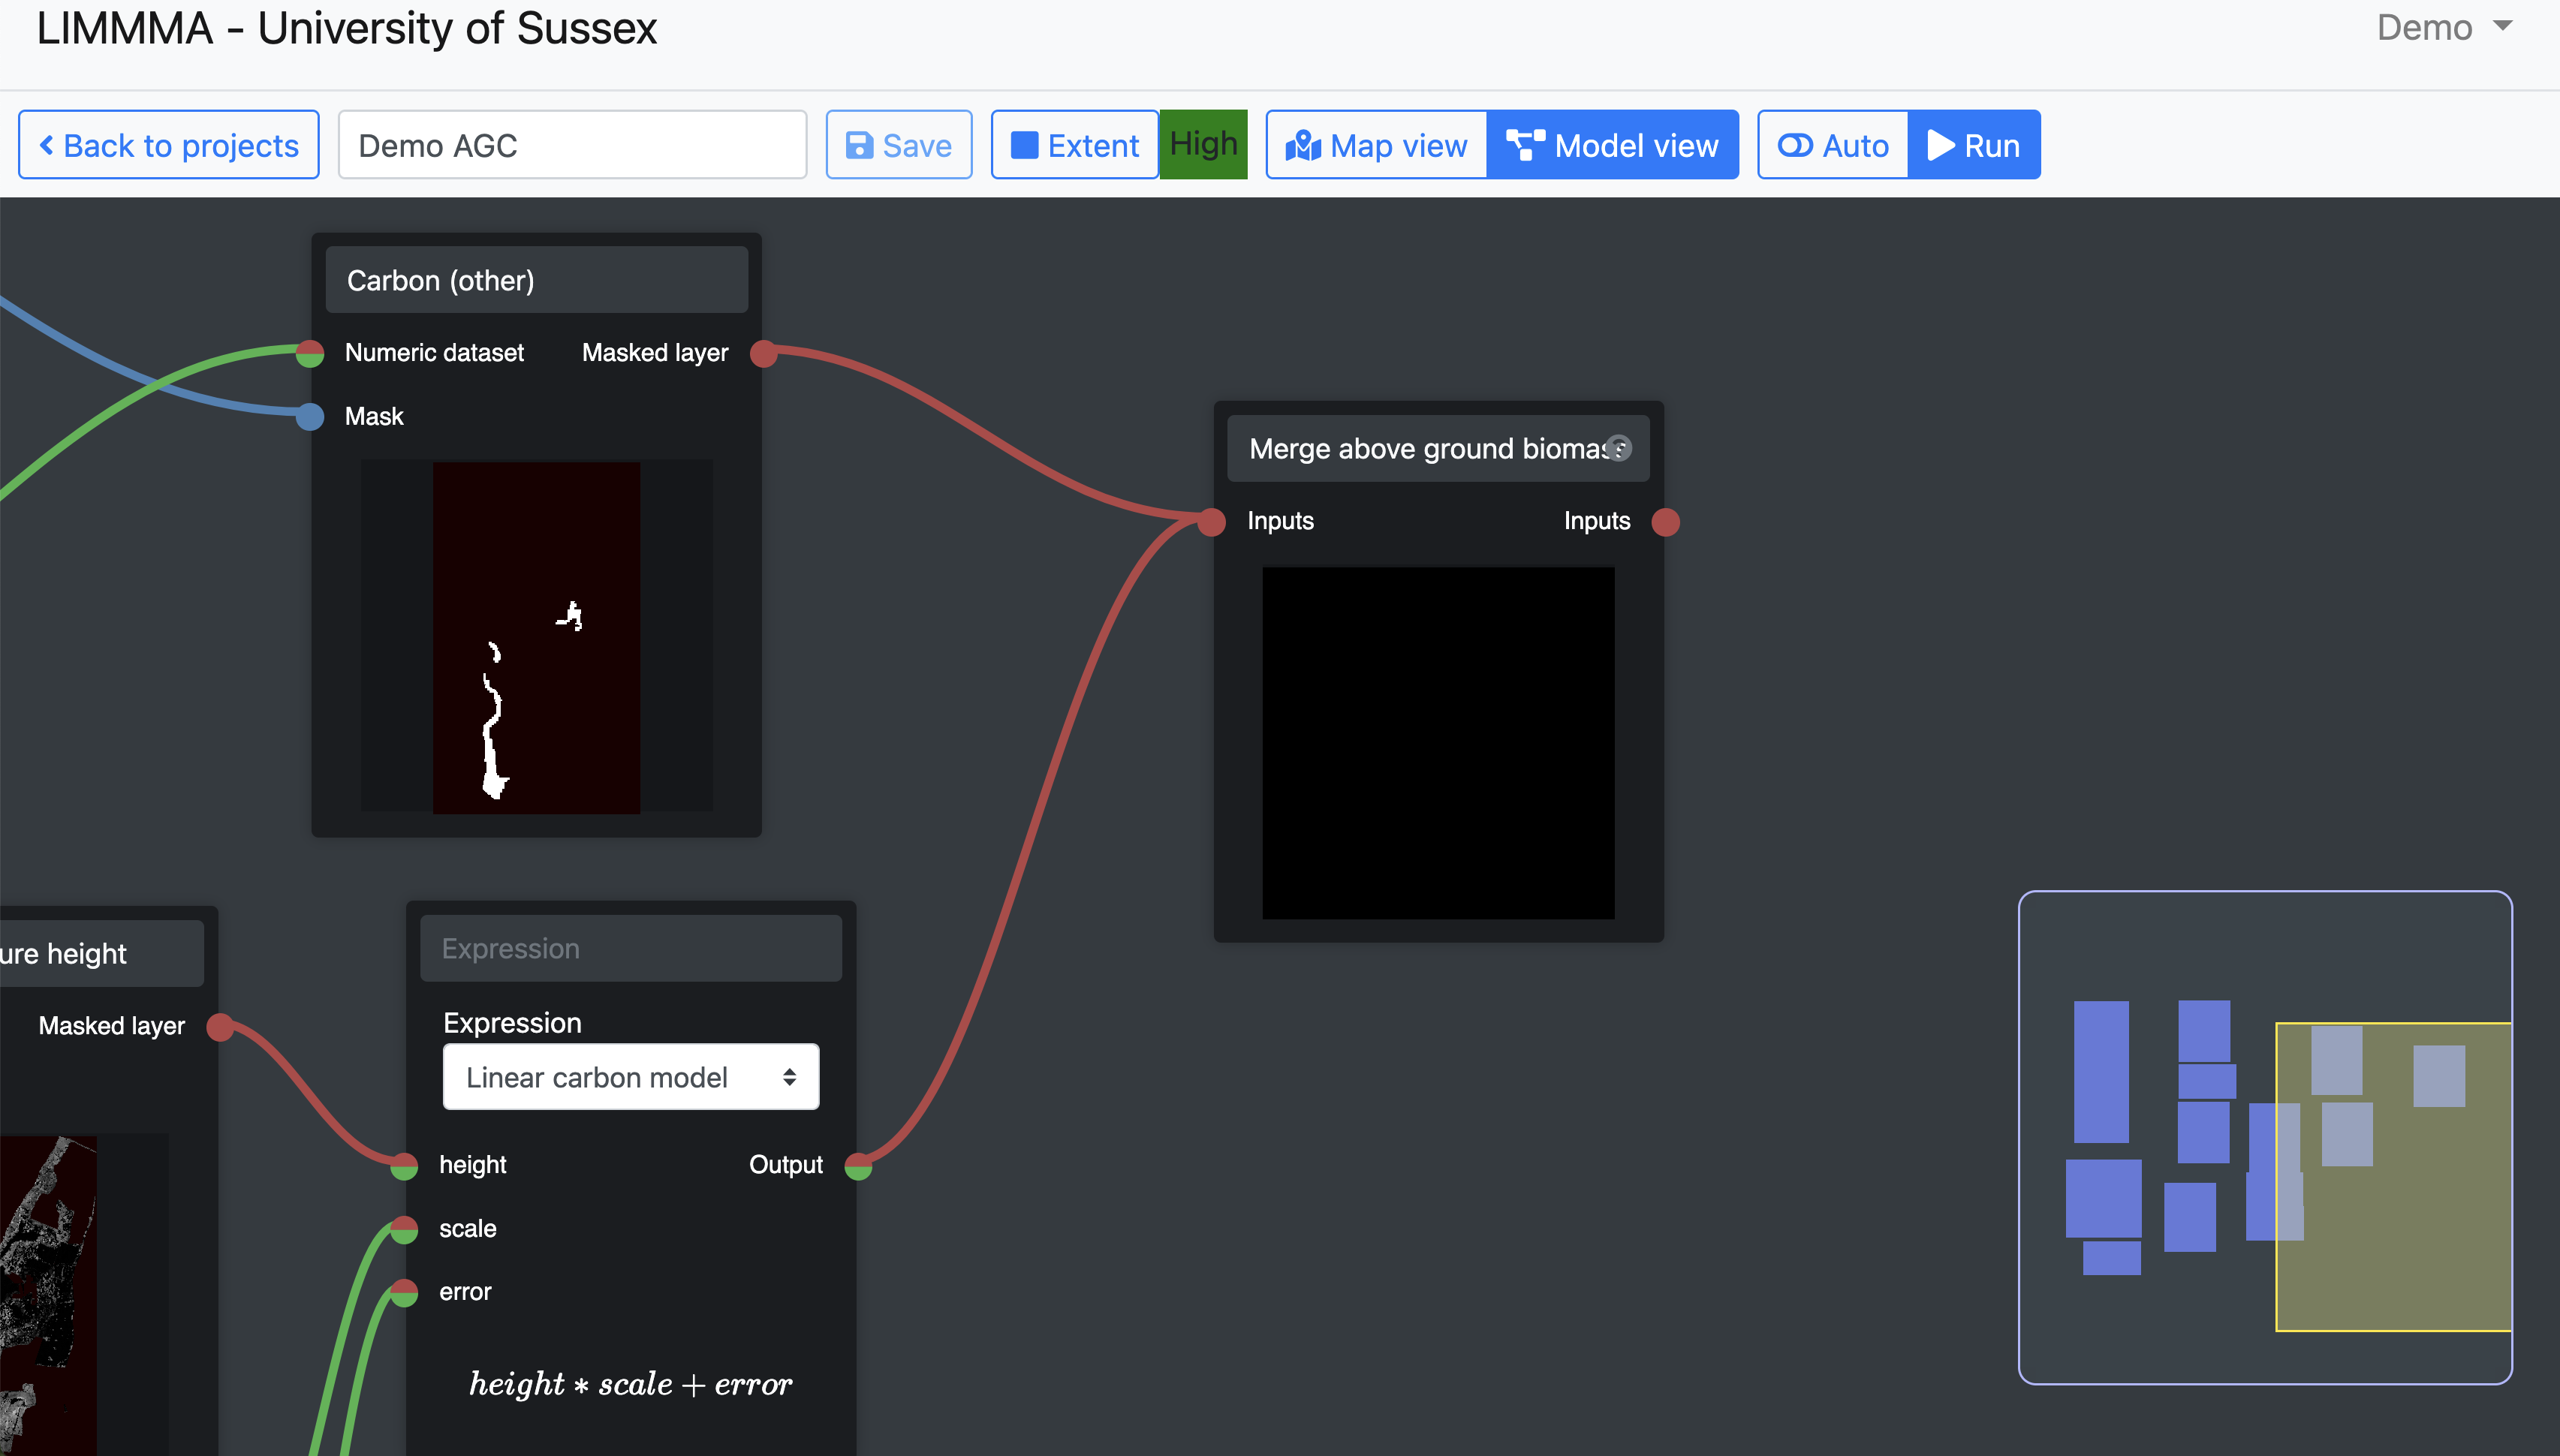 LIMMMA - University of Sussex
Demo
Back to projects
Demo AGC
Save
Extent
High
Map view
Model view
Auto
Run
Carbon (other)
Numeric dataset
Masked layer
Mask
Merge above ground biomass
Inputs
Inputs
ure height
Masked layer
Expression
Expression
Linear carbon model
height
Output
scale
error
height * scale + error